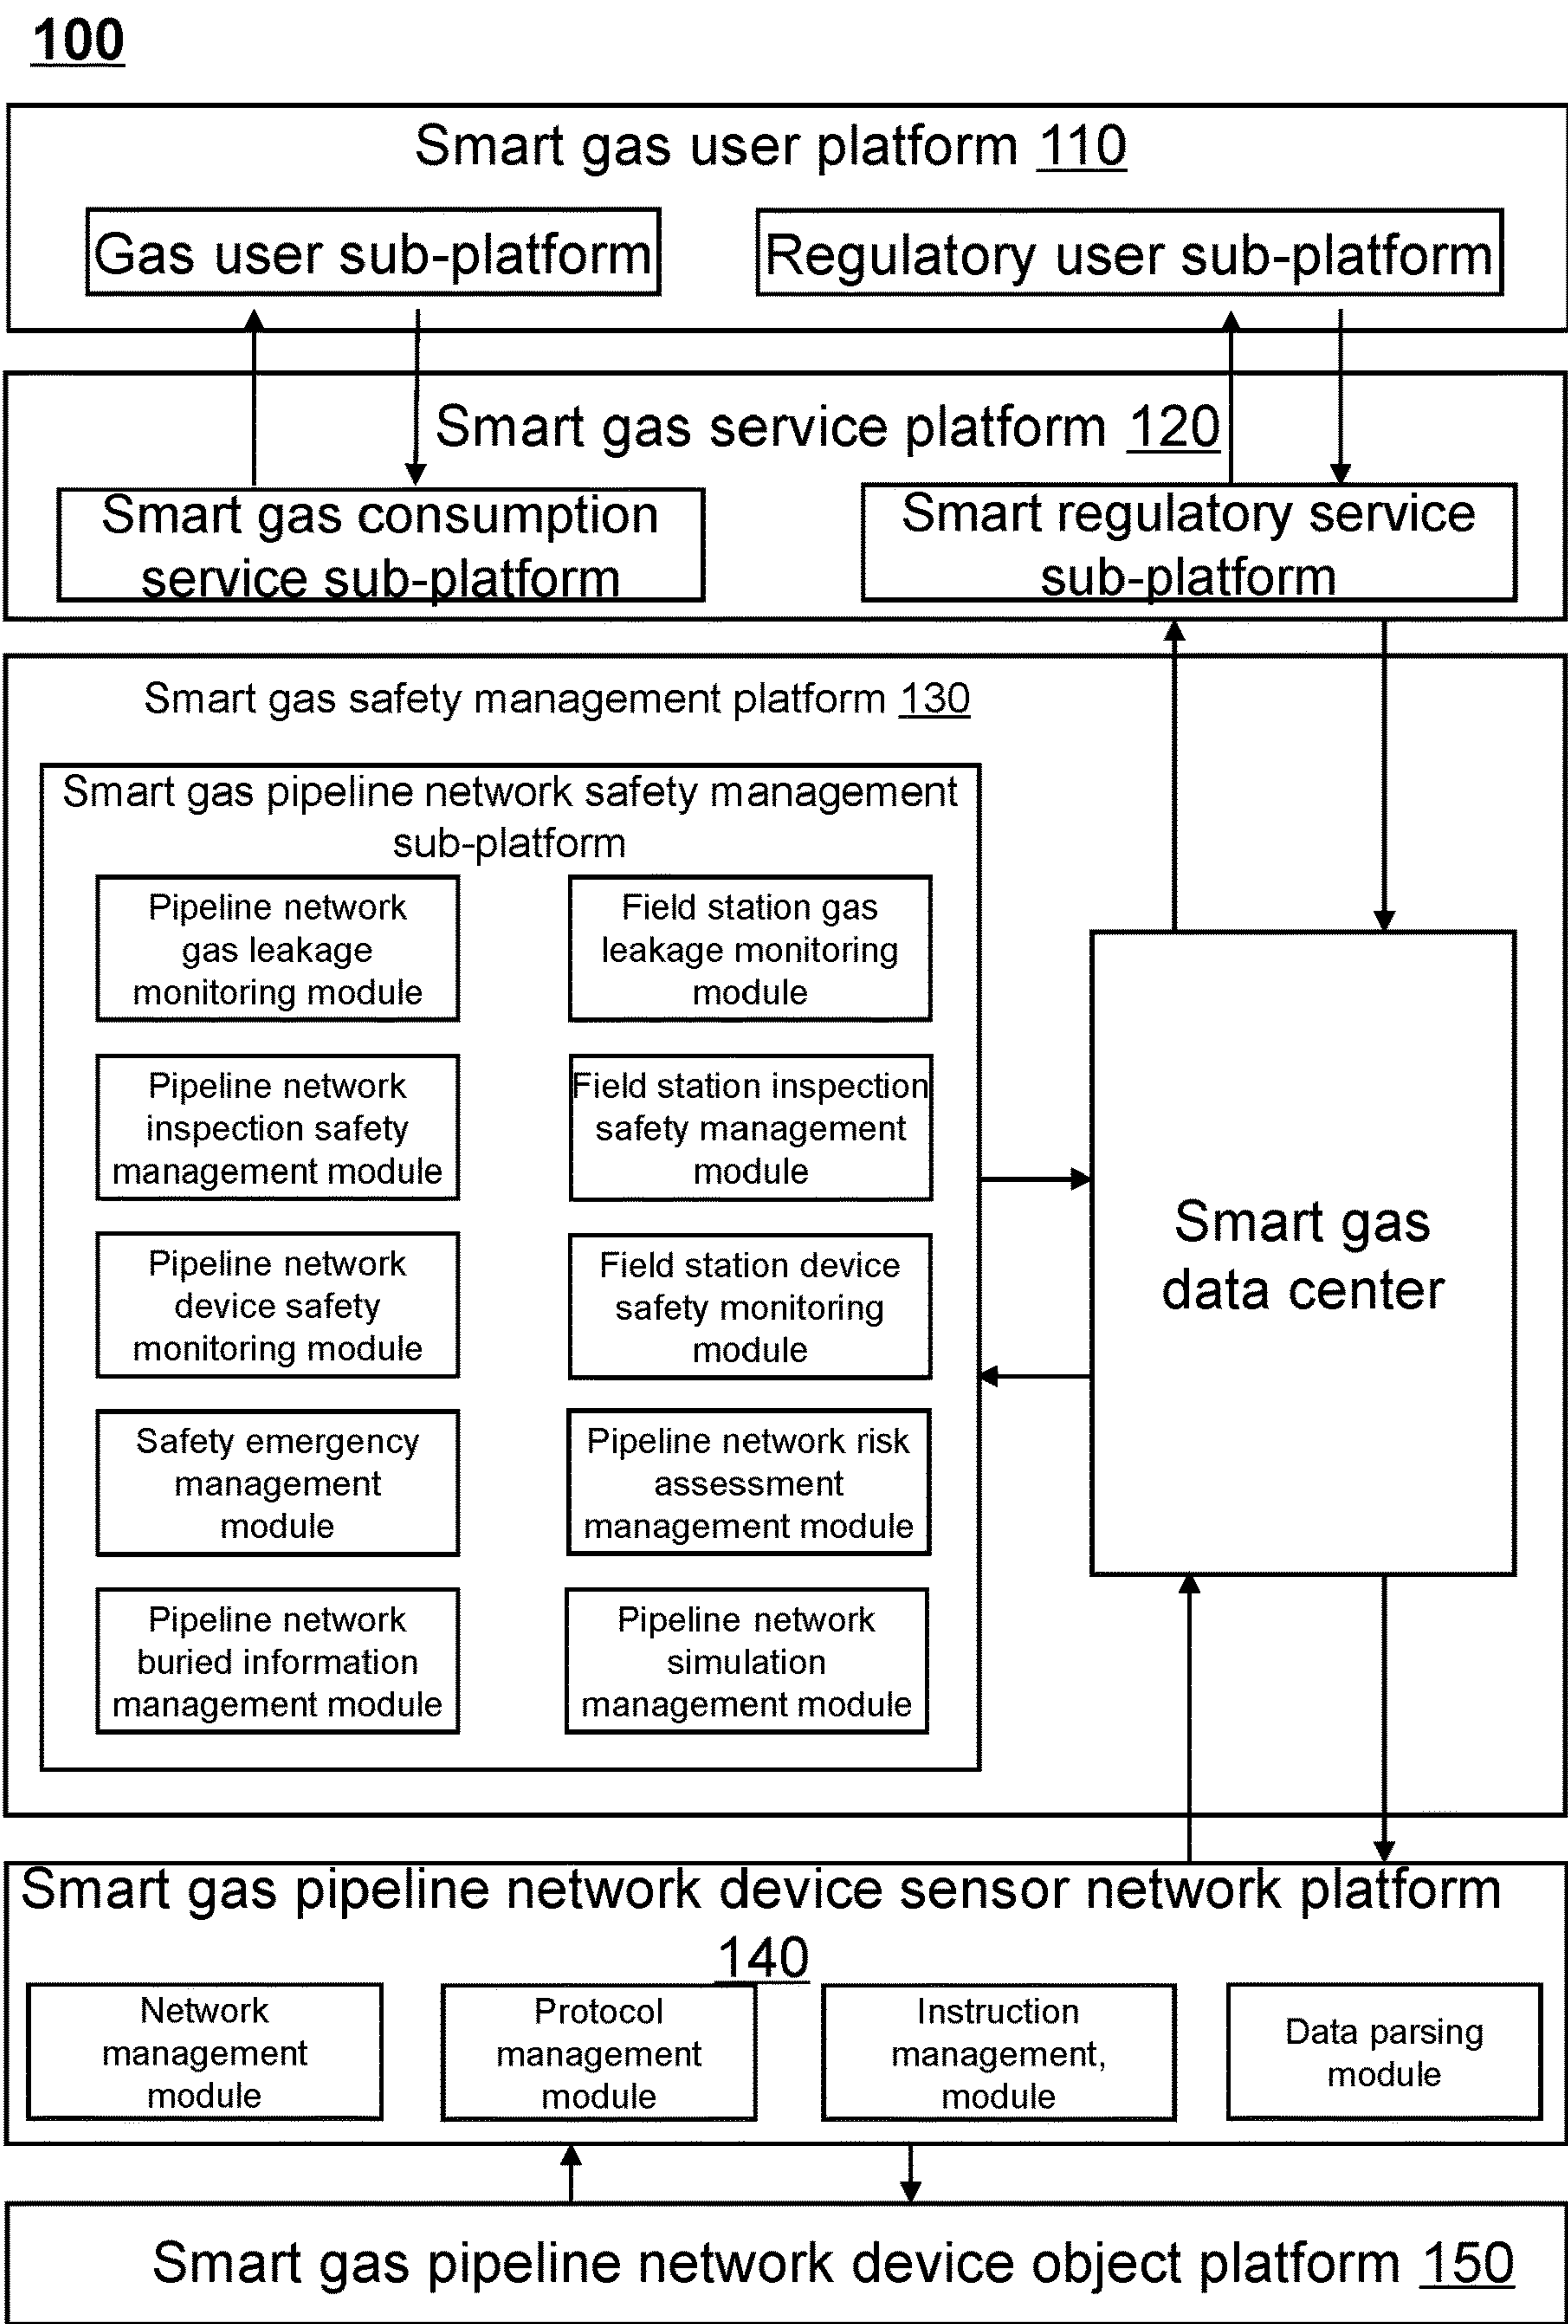 100
Smart gas user platform 110
Gas user sub-platform
Regulatory user sub-platform
Smart gas service platform 120
Smart gas consumption
service sub-platform
Smart regulatory service
sub-platform
Smart gas safety management platform 130
Smart gas pipeline network safety management
sub-platform
Pipeline network
gas leakage
monitoring module
Field station gas
leakage monitoring
module
Pipeline network
inspection safety
management module
Field station inspection
safety management
module
Pipeline network
device safety
monitoring module
Field station device
safety monitoring
module
Safety emergency
management
module
Pipeline network risk
assessment
management module
Pipeline network
buried information
management module
Pipeline network
simulation
management module
Smart gas
data center
Smart gas pipeline network device sensor network platform
140
Network
management
module
Protocol
management
module
Instruction
management,
module
Data parsing
module
Smart gas pipeline network device object platform 150